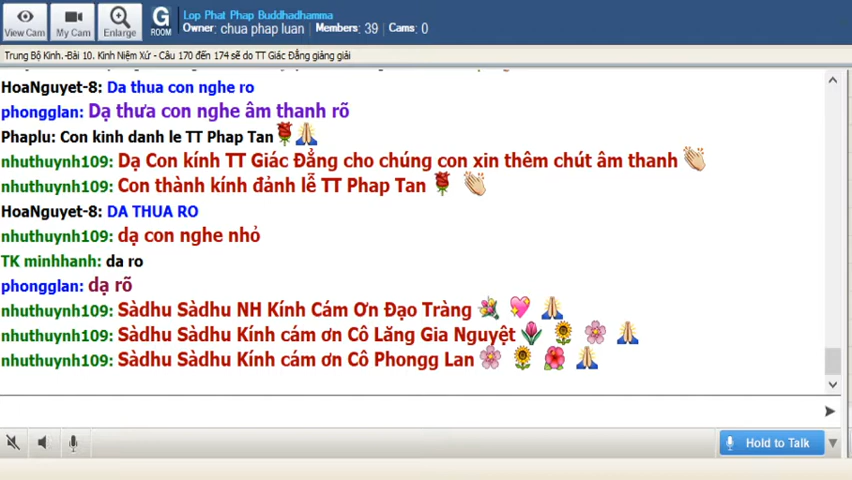 View Cam
My Cam
Enlarge
G
ROOM
Lop Phat Phap Buddhadhamma
Owner: chua phap luan Members: 39 Cams: 0
Trung Bộ Kinh.-Bài 10. Kinh Niệm Xứ - Câu 170 đến 174 sẽ do TT Giác Đẳng giảng giải
HoaNguyet-8: Da thua con nghe ro
phongglan: Dạ thưa con nghe âm thanh rõ
Phaplu: Con kinh danh le TT Phap Tan
nhuthuynh109: Dạ Con kính TT Giác Đẳng cho chúng con xin thêm chút âm thanh
nhuthuynh109: Con thành kính đảnh lễ TT Phap Tan
HoaNguyet-8: DA THUA RO
nhuthuynh109: dạ con nghe nhỏ
TK minhhanh: da ro
phongglan: dạ rõ
nhuthuynh109: Sàdhu Sàdhu NH Kính Cám Ơn Đạo Tràng
nhuthuynh109: Sàdhu Sàdhu Kính cám ơn Cô Lăng Gia Nguyệt
nhuthuynh109: Sàdhu Sàdhu Kính cám ơn Cô Phongg Lan
Hold to Talk